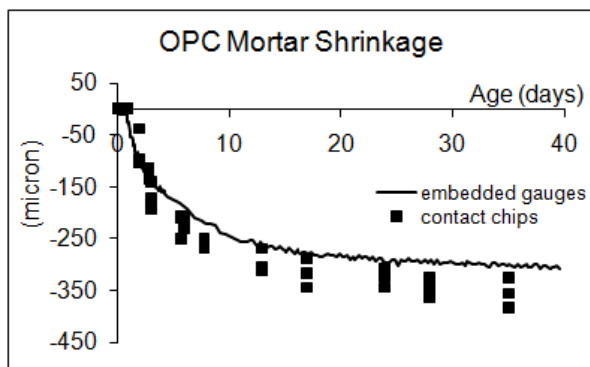 OPC Mortar Shrinkage
50
Age (days)
0 10 20 30 40
-50
-150
-250
-350
-450
(micron)
embedded gauges
contact chips